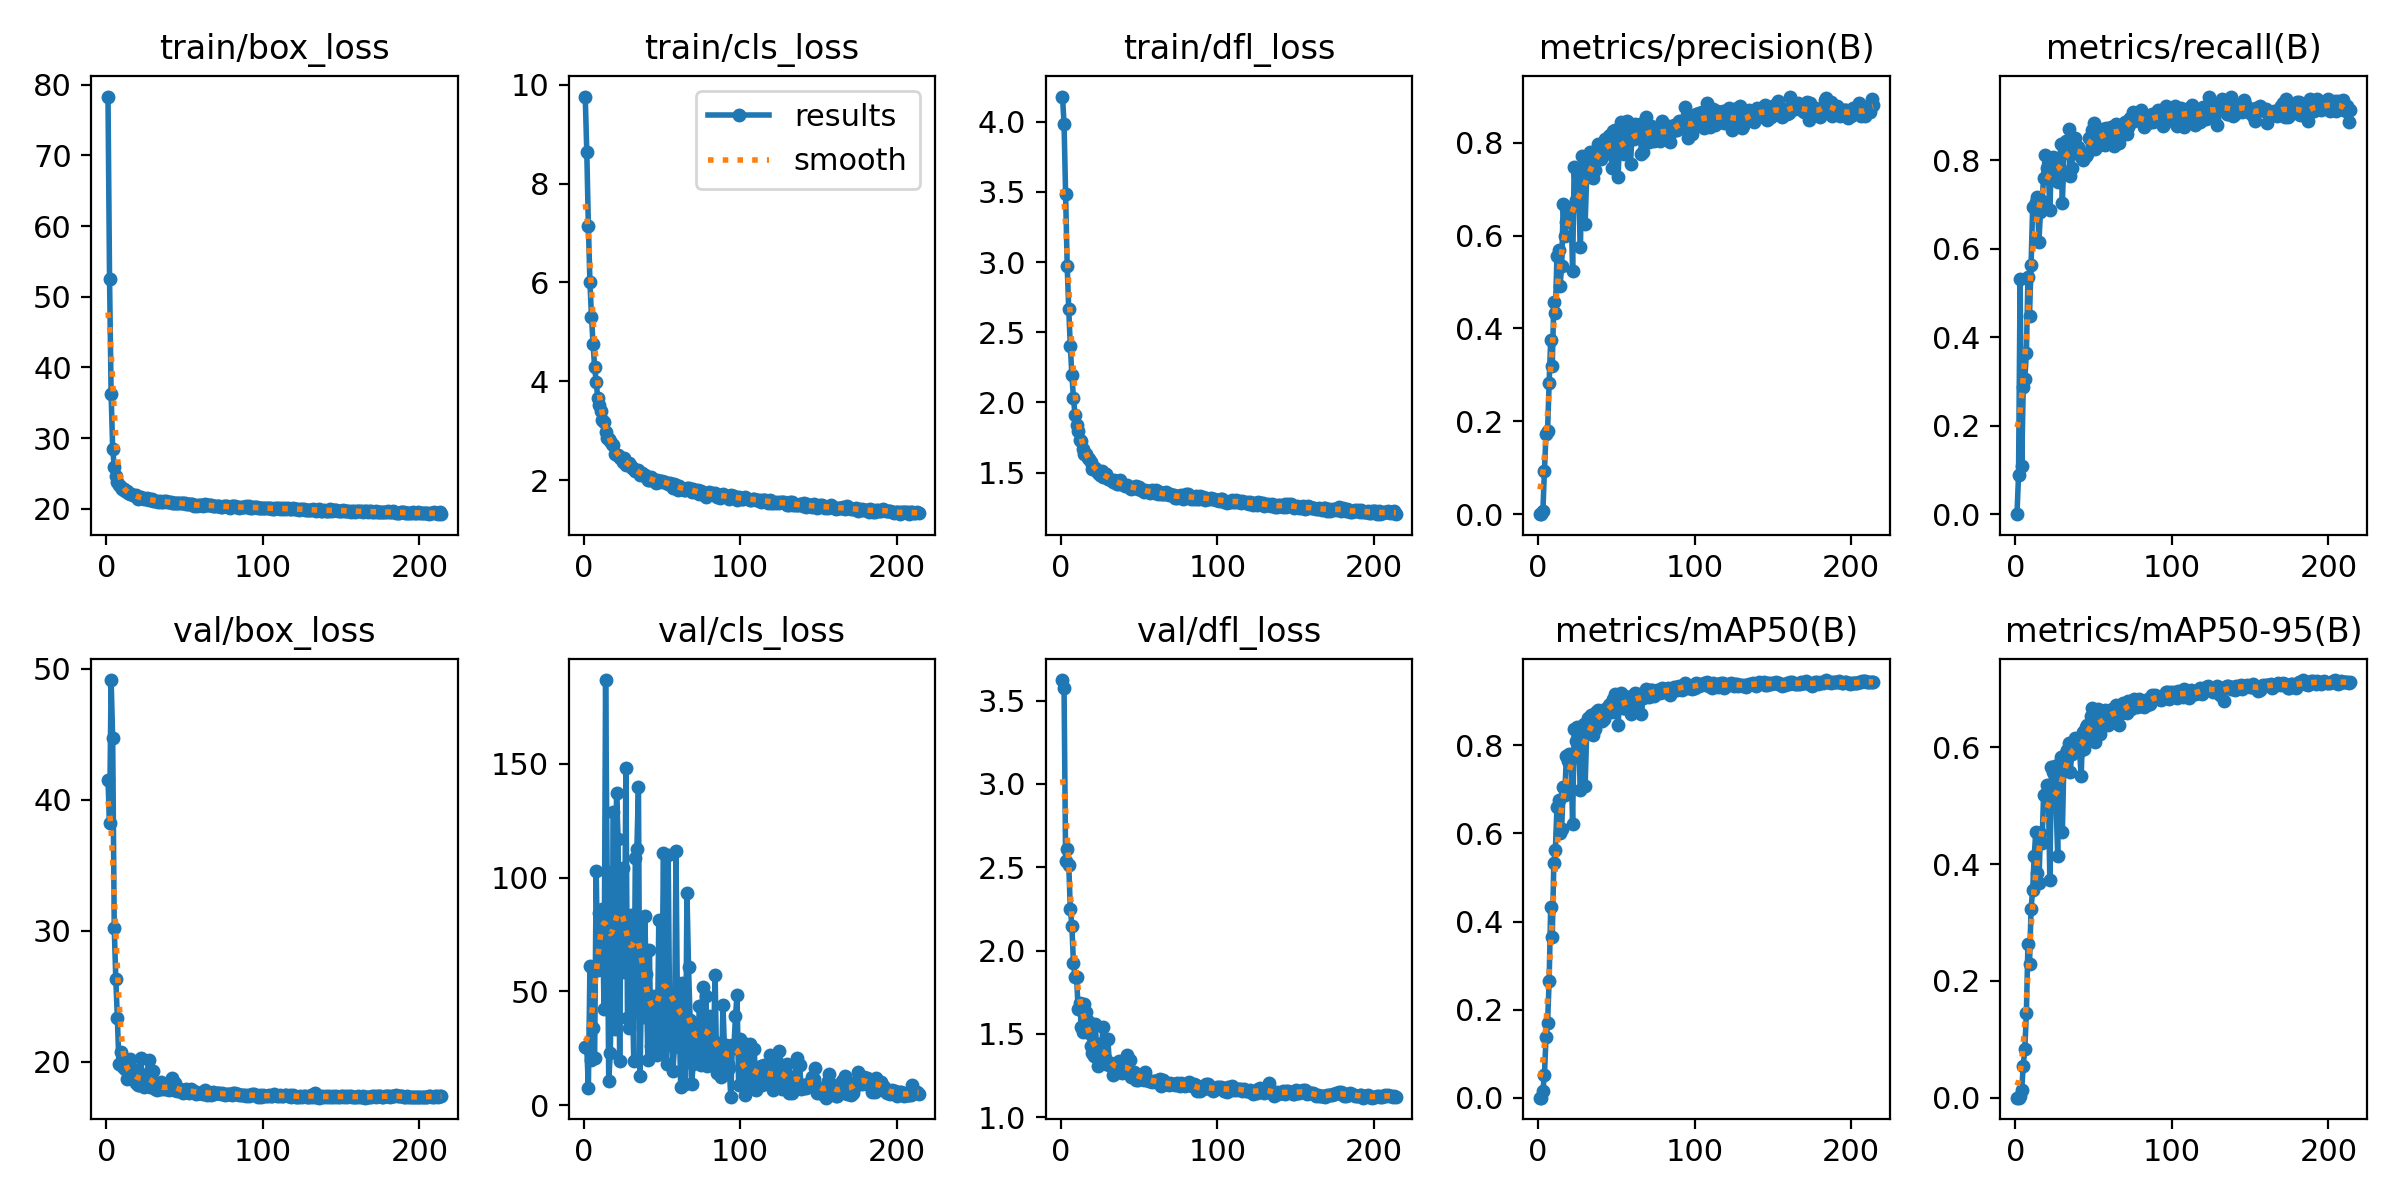 train/box_loss
80
70
60
50
40
30
20
0 100 200
train/cls_loss
10
8
6
4
2
results
smooth
0 100 200
train/dfl_loss
4.0
3.5
3.0
2.5
2.0
1.5
0 100 200
metrics/precision(B)
0.8
0.6
0.4
0.2
0.0
0 100 200
metrics/recall(B)
0.8
0.6
0.4
0.2
0.0
0 100 200
val/box_loss
50
40
30
20
0 100 200
val/cls_loss
150
100
50
0
0 100 200
val/dfl_loss
3.5
3.0
2.5
2.0
1.5
1.0
0 100 200
metrics/mAP50(B)
0.8
0.6
0.4
0.2
0.0
0 100 200
metrics/mAP50-95(B)
0.6
0.4
0.2
0.0
0 100 200